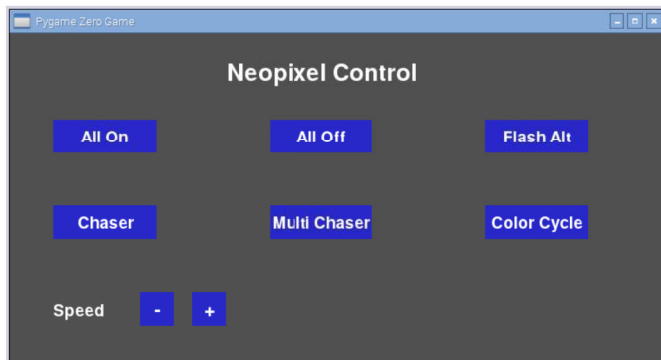 Pygame Zero Game
Neopixel Control
All On All Off Flash Alt
Chaser Multi Chaser Color Cycle
Speed - +